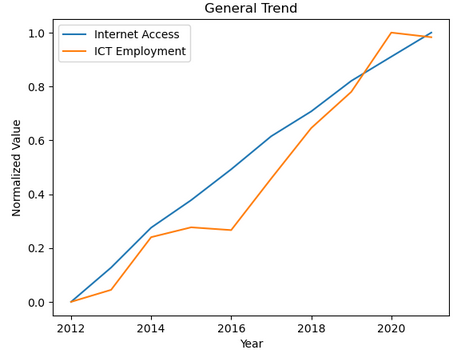 General Trend
Internet Access
ICT Employment
1.0
0.8
0.6
0.4
0.2
0.0
Normalized Value
2012 2014 2016 2018 2020
Year